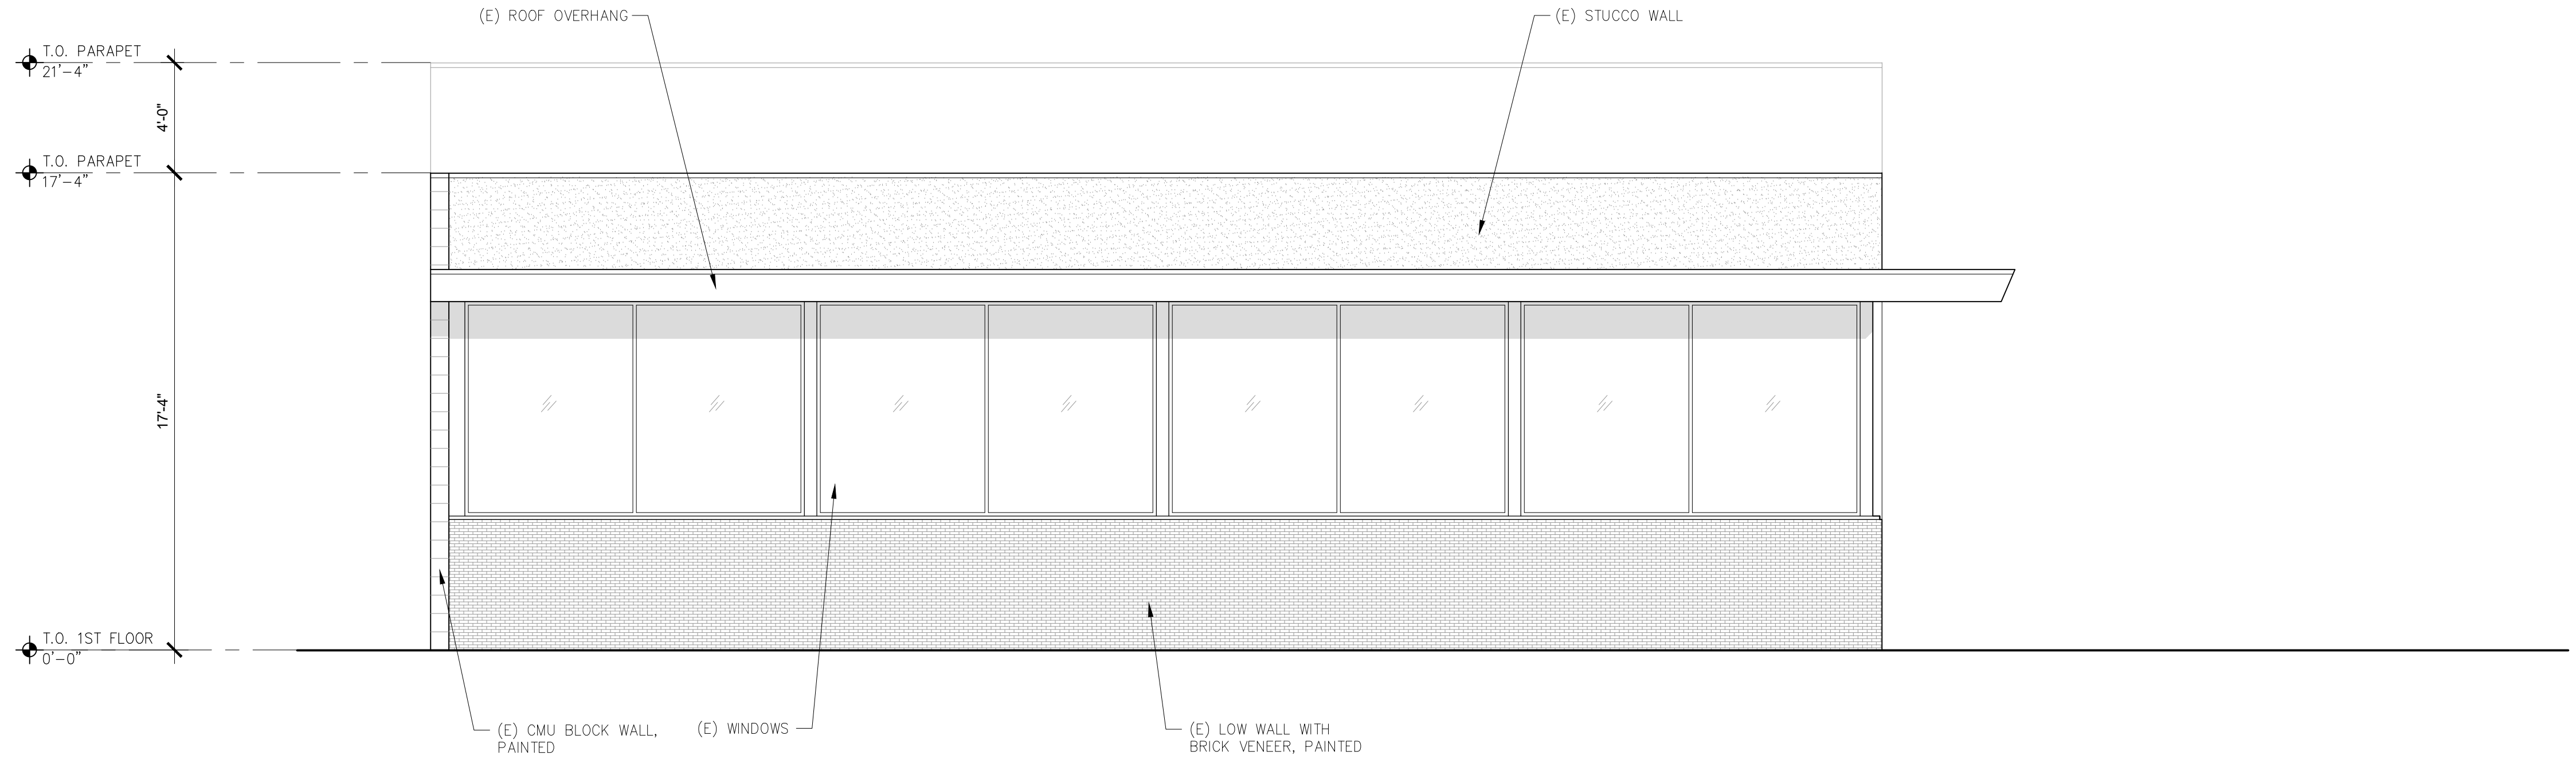 (E) ROOF OVERHANG
(E) STUCCO WALL
T.O. PARAPET
21'-4"
4'-0"
T.O. PARAPET
17'-4"
17'-4"
T.O. 1ST FLOOR
0'-0"
(E) CMU BLOCK WALL,
PAINTED
(E) WINDOWS
(E) LOW WALL WITH
BRICK VENEER, PAINTED